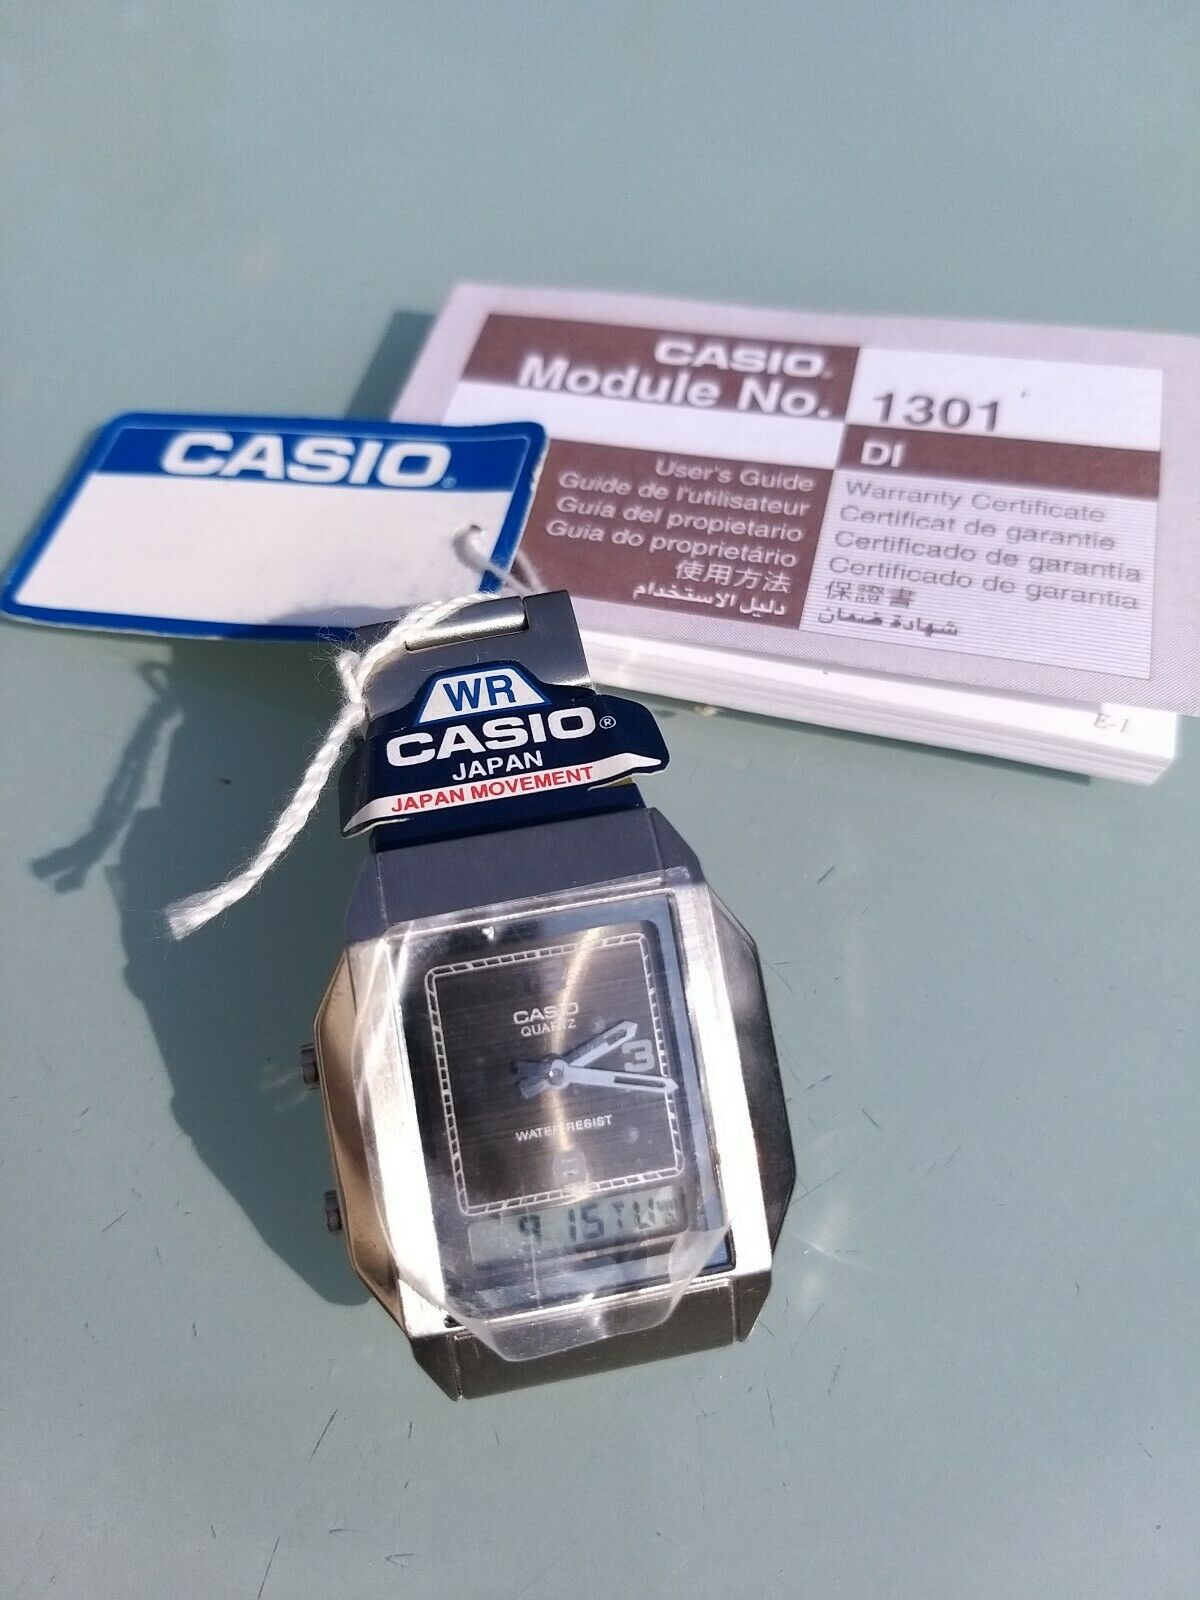 CASIO®
Module No. 1301
DI
User's Guide
Guide de l'utilisateur
Guía del propietario
Guia do proprietário
使用方法
دليل الاستخدام
Warranty Certificate
Certificat de garantie
Certificado de garantía
Certificado de garantia
保證書
شهادة ضمان
E-1
CASIO®
WR
CASIO®
JAPAN
JAPAN MOVEMENT
CASIO
QUARTZ
3
WATER RESIST
9 15 TU